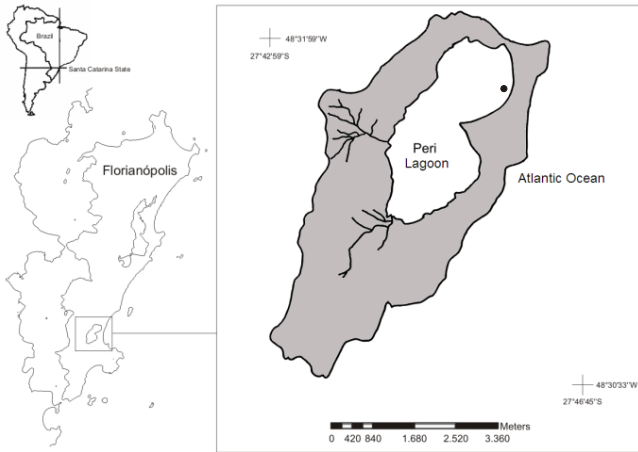 Brazil
Santa Catarina State
Florianópolis
48°31'59"W
27°42'59"S
Peri
Lagoon
Atlantic Ocean
48°30'33"W
27°46'45"S
Meters
0 420 840 1.680 2.520 3.360